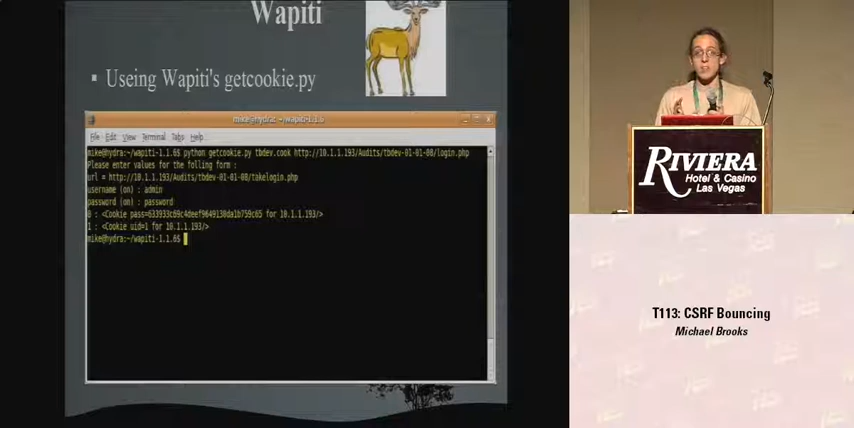 Wapiti
▪ Useing Wapiti's getcookie.py
mike@hydra: ~/wapiti-1.1.6
File Edit View Terminal Tabs Help
mike@hydra:~/wapiti-1.1.6$ python getcookie.py tbdev.cook http://10.1.1.193/Audits/tbdev-01-01-08/login.php
Please enter values for the folling form :
url = http://10.1.1.193/Audits/tbdev-01-01-08/takelogin.php
username (on) : admin
password (on) : password
0 : <Cookie for 10.1.1.193/>
1 : <Cookie uid=1 for 10.1.1.193/>
mike@hydra:~/wapiti-1.1.6$
RIVIERA
Hotel & Casino
Las Vegas
T113: CSRF Bouncing
Michael Brooks